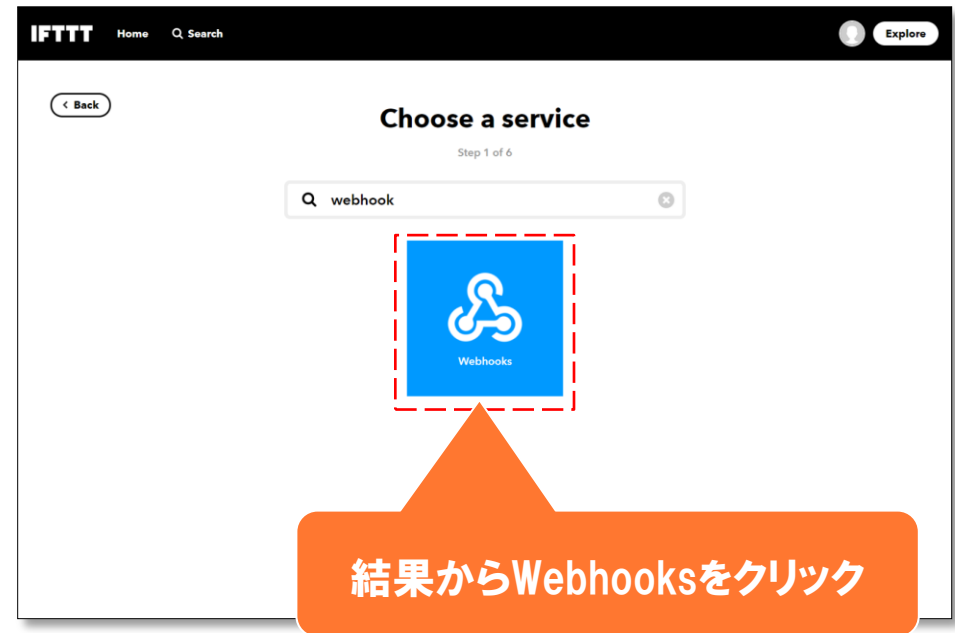 IFTTT Home Search Explore
< Back
Choose a service
Step 1 of 6
webhook
Webhooks
結果からWebhooksをクリック